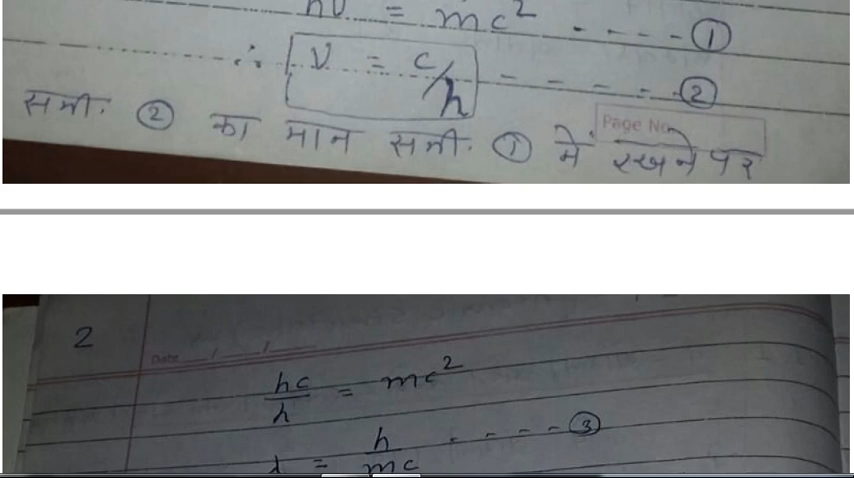 hν = mc² - - - - ①
∴ ν = c/λ - - - - - ②
Page No.
समी. ② का मान समी. ① में रखने पर
2
Date / /
hc/λ = mc²
λ = h/mc - - - - ③